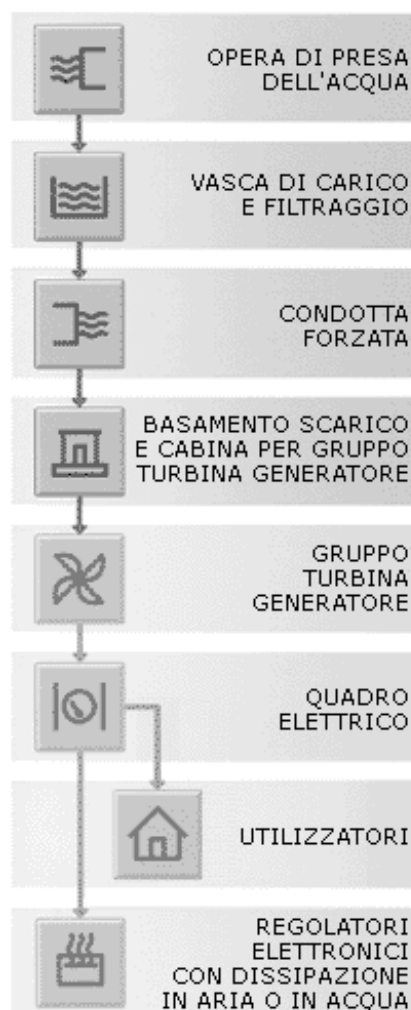 OPERA DI PRESA
DELL'ACQUA
VASCA DI CARICO
E FILTRAGGIO
CONDOTTA
FORZATA
BASAMENTO SCARICO
E CABINA PER GRUPPO
TURBINA GENERATORE
GRUPPO
TURBINA
GENERATORE
QUADRO
ELETTRICO
UTILIZZATORI
REGOLATORI
ELETTRONICI
CON DISSIPAZIONE
IN ARIA O IN ACQUA